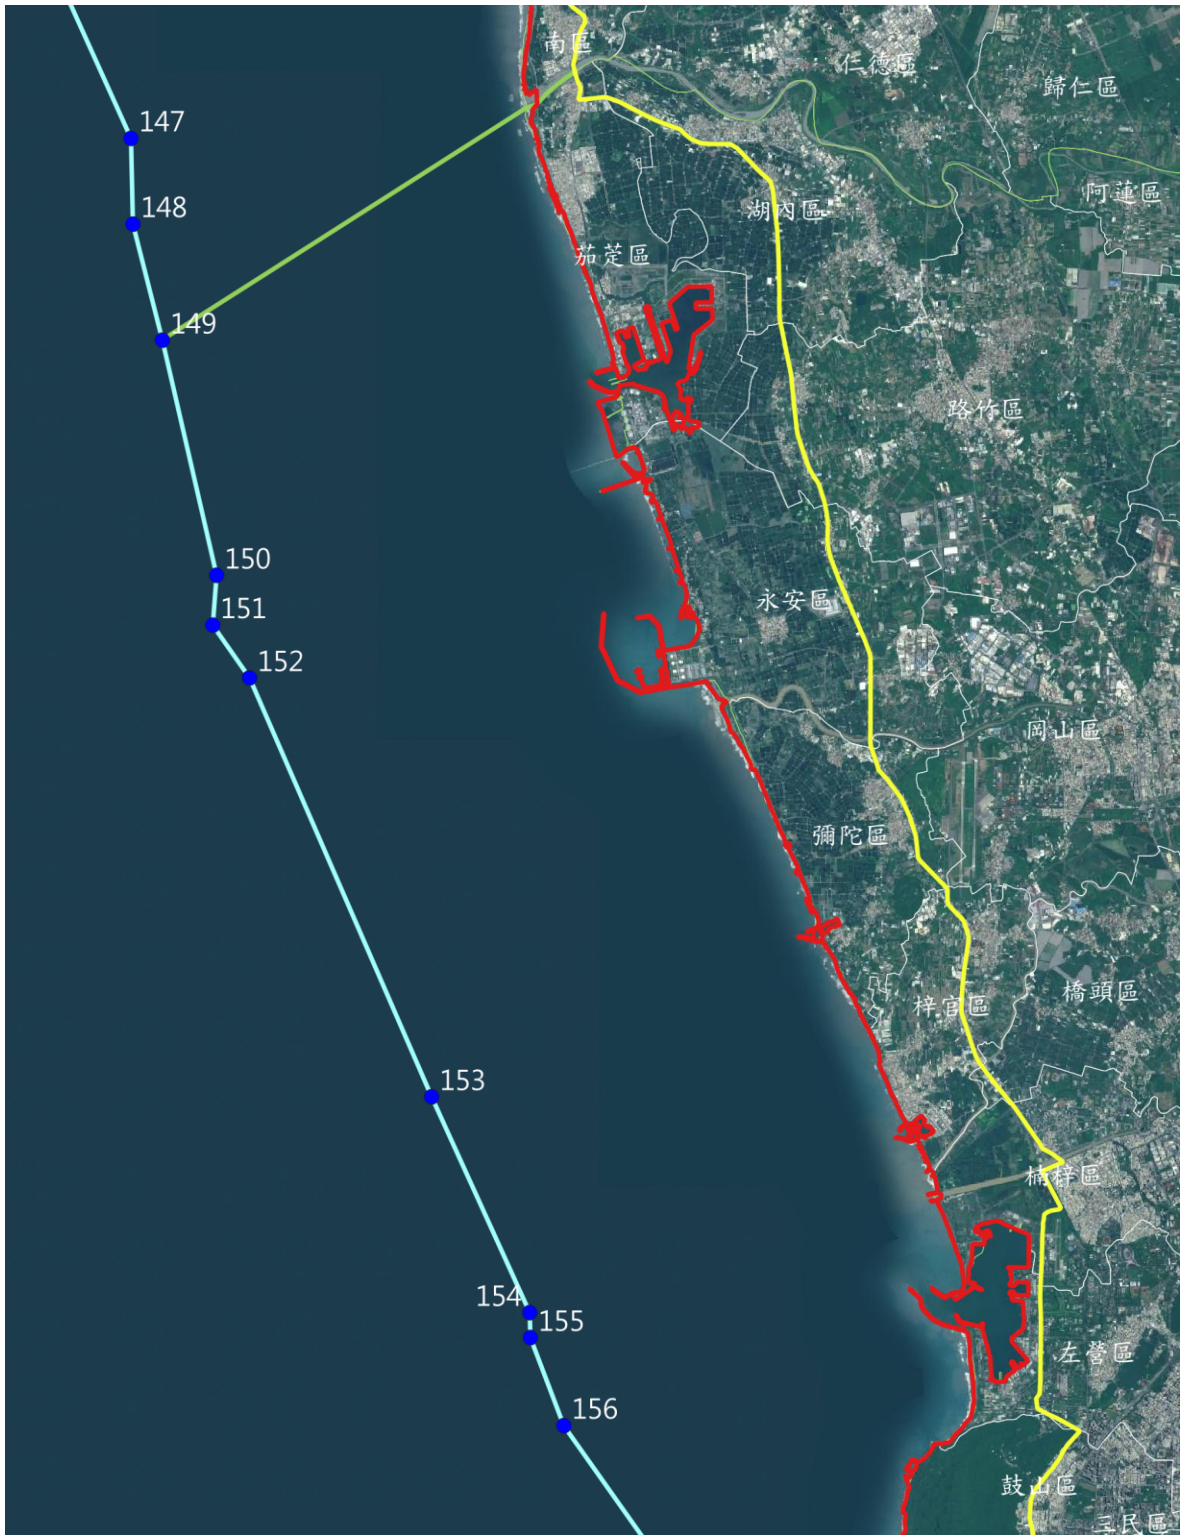 南區
仁德區
歸仁區
147
阿蓮區
148
湖內區
茄萣區
149
路竹區
150
永安區
151
152
岡山區
彌陀區
橋頭區
梓官區
153
楠梓區
154
155
左營區
156
鼓山區
三民區